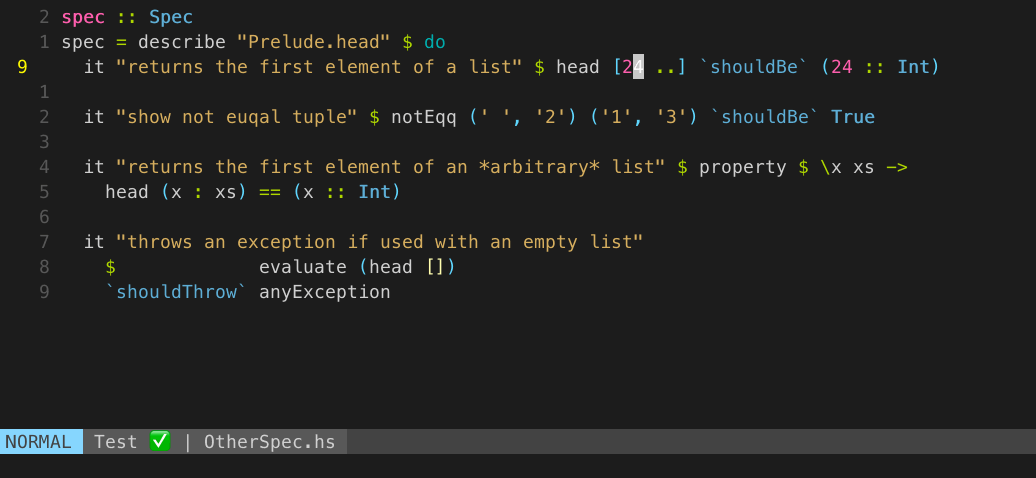 2 spec :: Spec
1 spec = describe "Prelude.head" $ do
9 it "returns the first element of a list" $ head [24 ..] `shouldBe` (24 :: Int)
1
2 it "show not euqal tuple" $ notEqq (' ', '2') ('1', '3') `shouldBe` True
3
4 it "returns the first element of an *arbitrary* list" $ property $ \x xs ->
5 head (x : xs) == (x :: Int)
6
7 it "throws an exception if used with an empty list"
8 $ evaluate (head [])
9 `shouldThrow` anyException
NORMAL Test ✅ | OtherSpec.hs